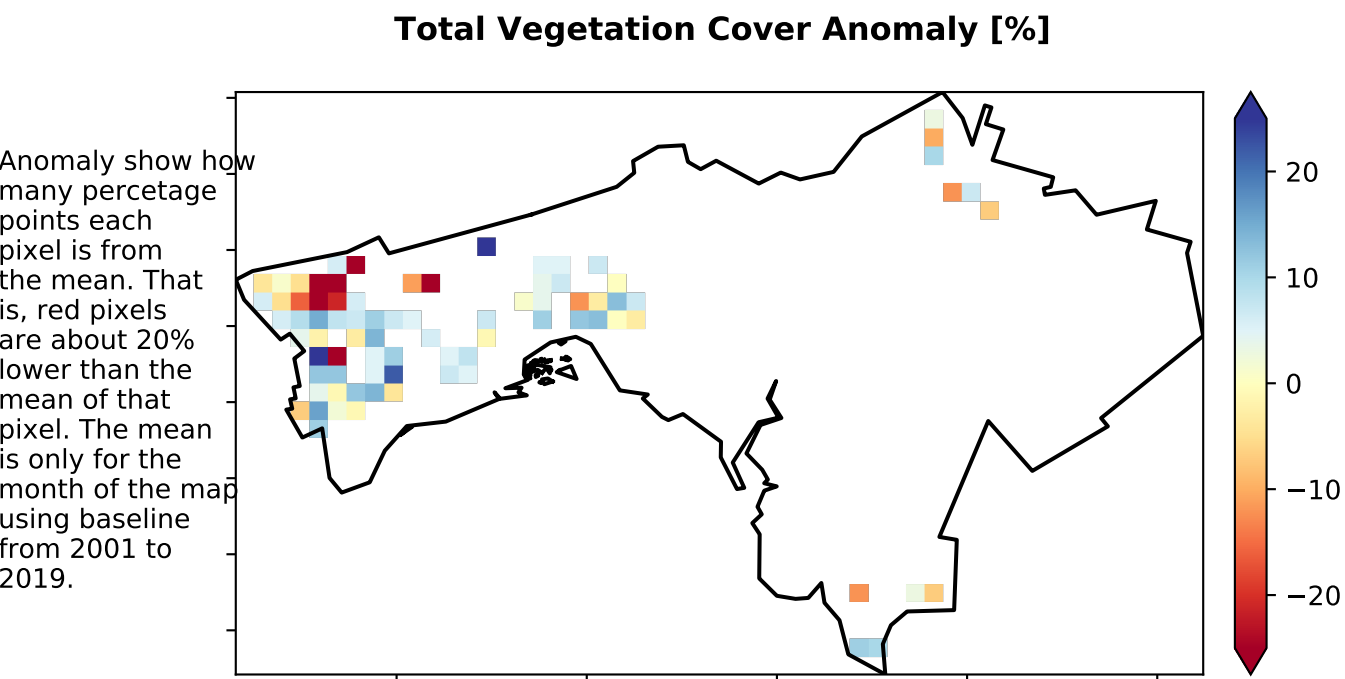 Total Vegetation Cover Anomaly [%]
Anomaly show how
many percetage
points each
pixel is from
the mean. That
is, red pixels
are about 20%
lower than the
mean of that
pixel. The mean
is only for the
month of the map
using baseline
from 2001 to
2019.
20
10
0
−10
−20